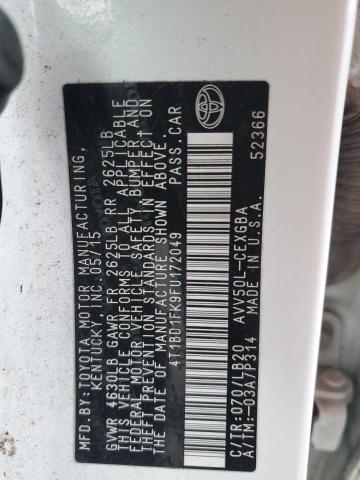 MFD.BY:TOYOTA MOTOR MANUFACTURING,
KENTUCKY, INC. 05/15
GVWR 4630LB GAWR FR 2625LB RR 2625LB
THIS VEHICLE CONFORMS TO ALL APPLICABLE
FEDERAL MOTOR VEHICLE SAFETY, BUMPER, AND
THEFT PREVENTION STANDARDS IN EFFECT ON
THE DATE OF MANUFACTURE SHOWN ABOVE.
4T1BD1FK9FU172049 PASS.CAR
C/TR:070/LB20 AVV50L-CEXGBA
A/TM:-03A7P314 MADE IN U.S.A.
52366